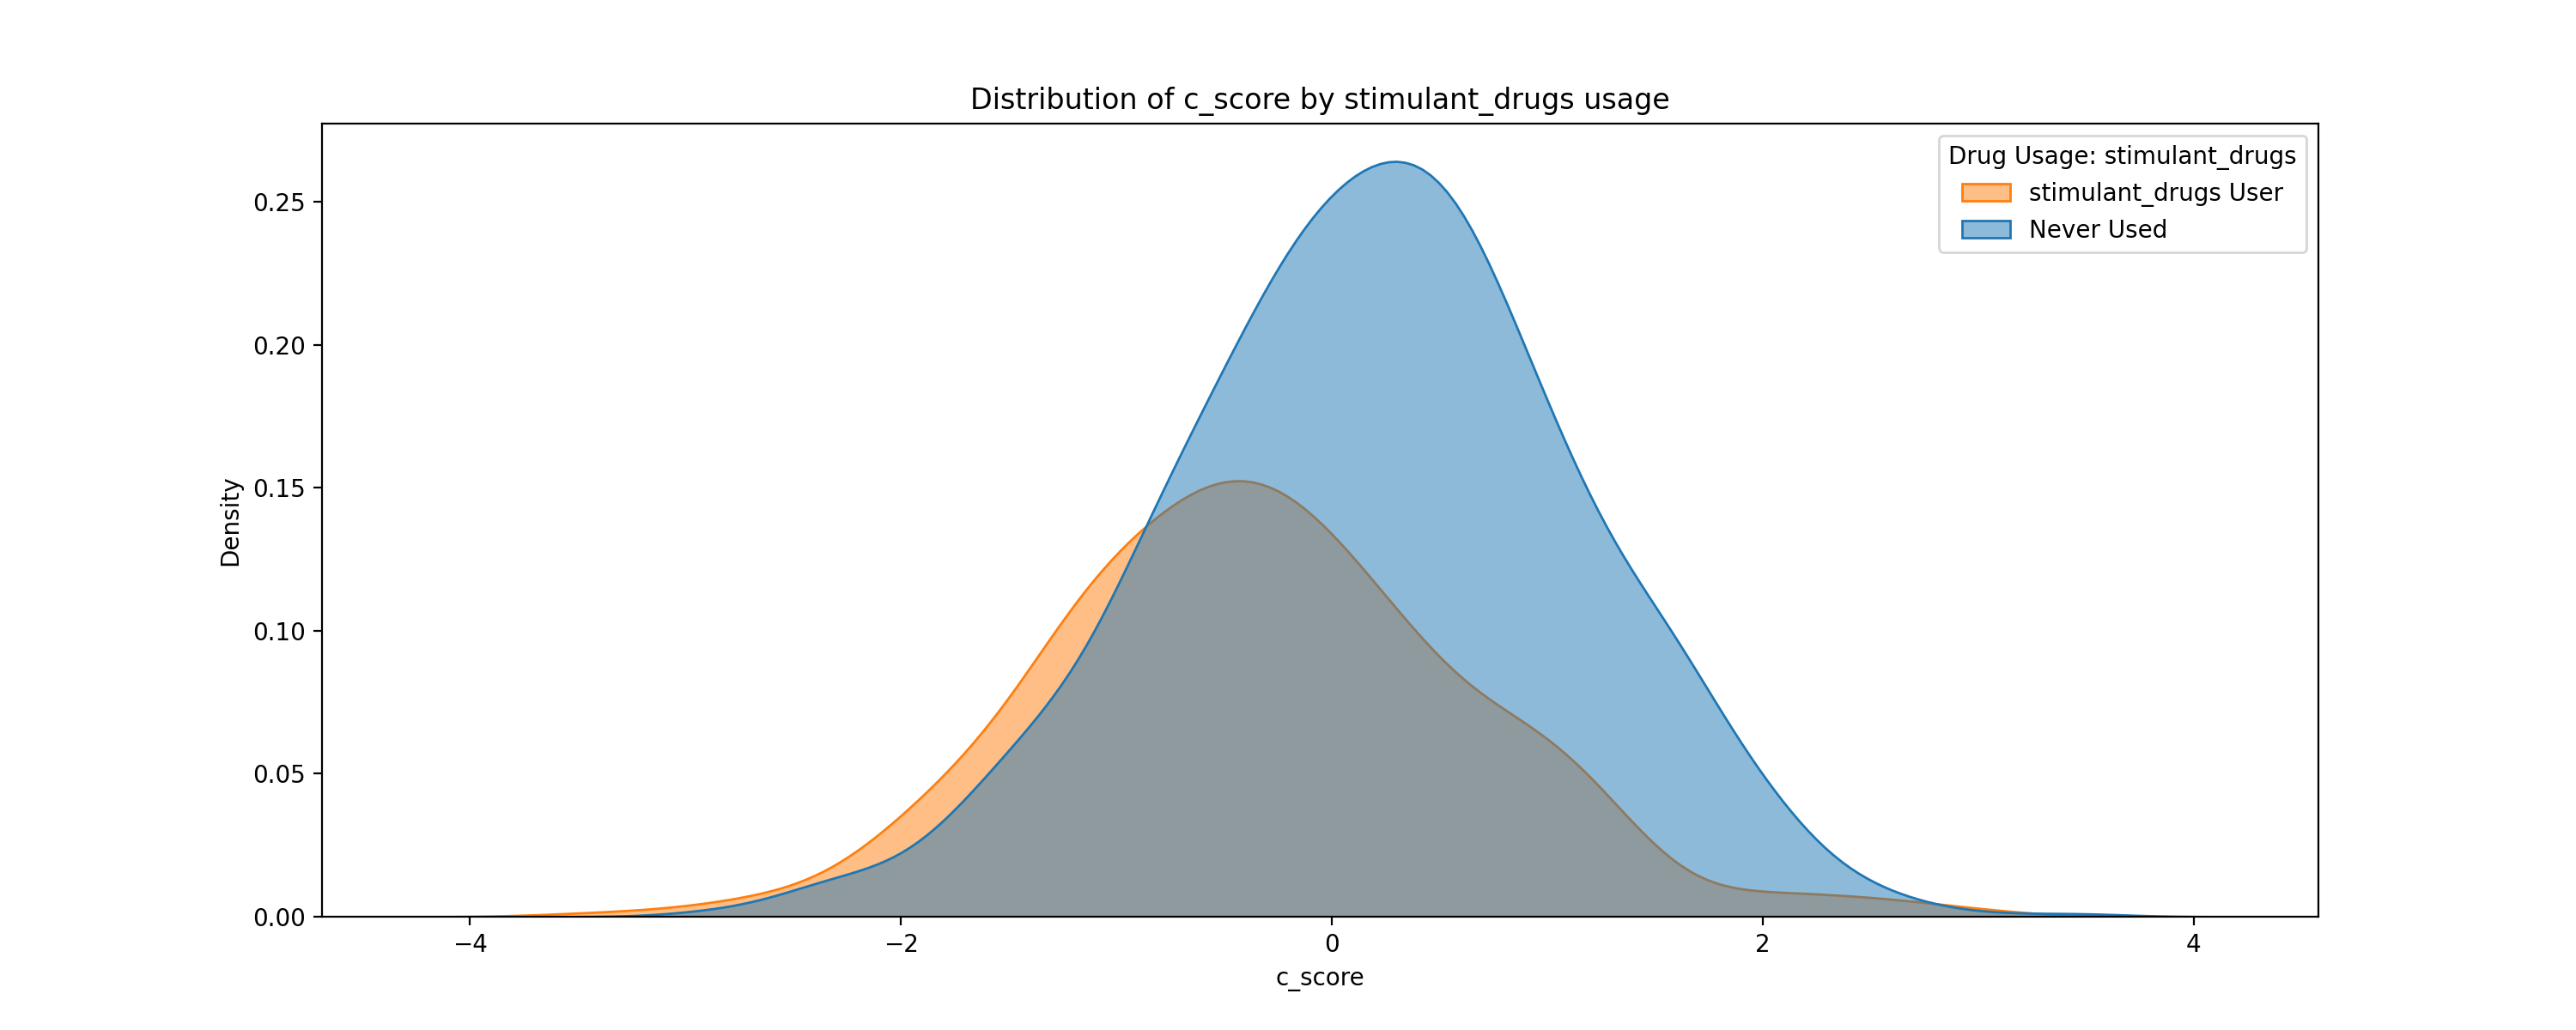 Distribution of c_score by stimulant_drugs usage
Drug Usage: stimulant_drugs
stimulant_drugs User
Never Used
Density
0.25
0.20
0.15
0.10
0.05
0.00
−4
−2
0
2
4
c_score